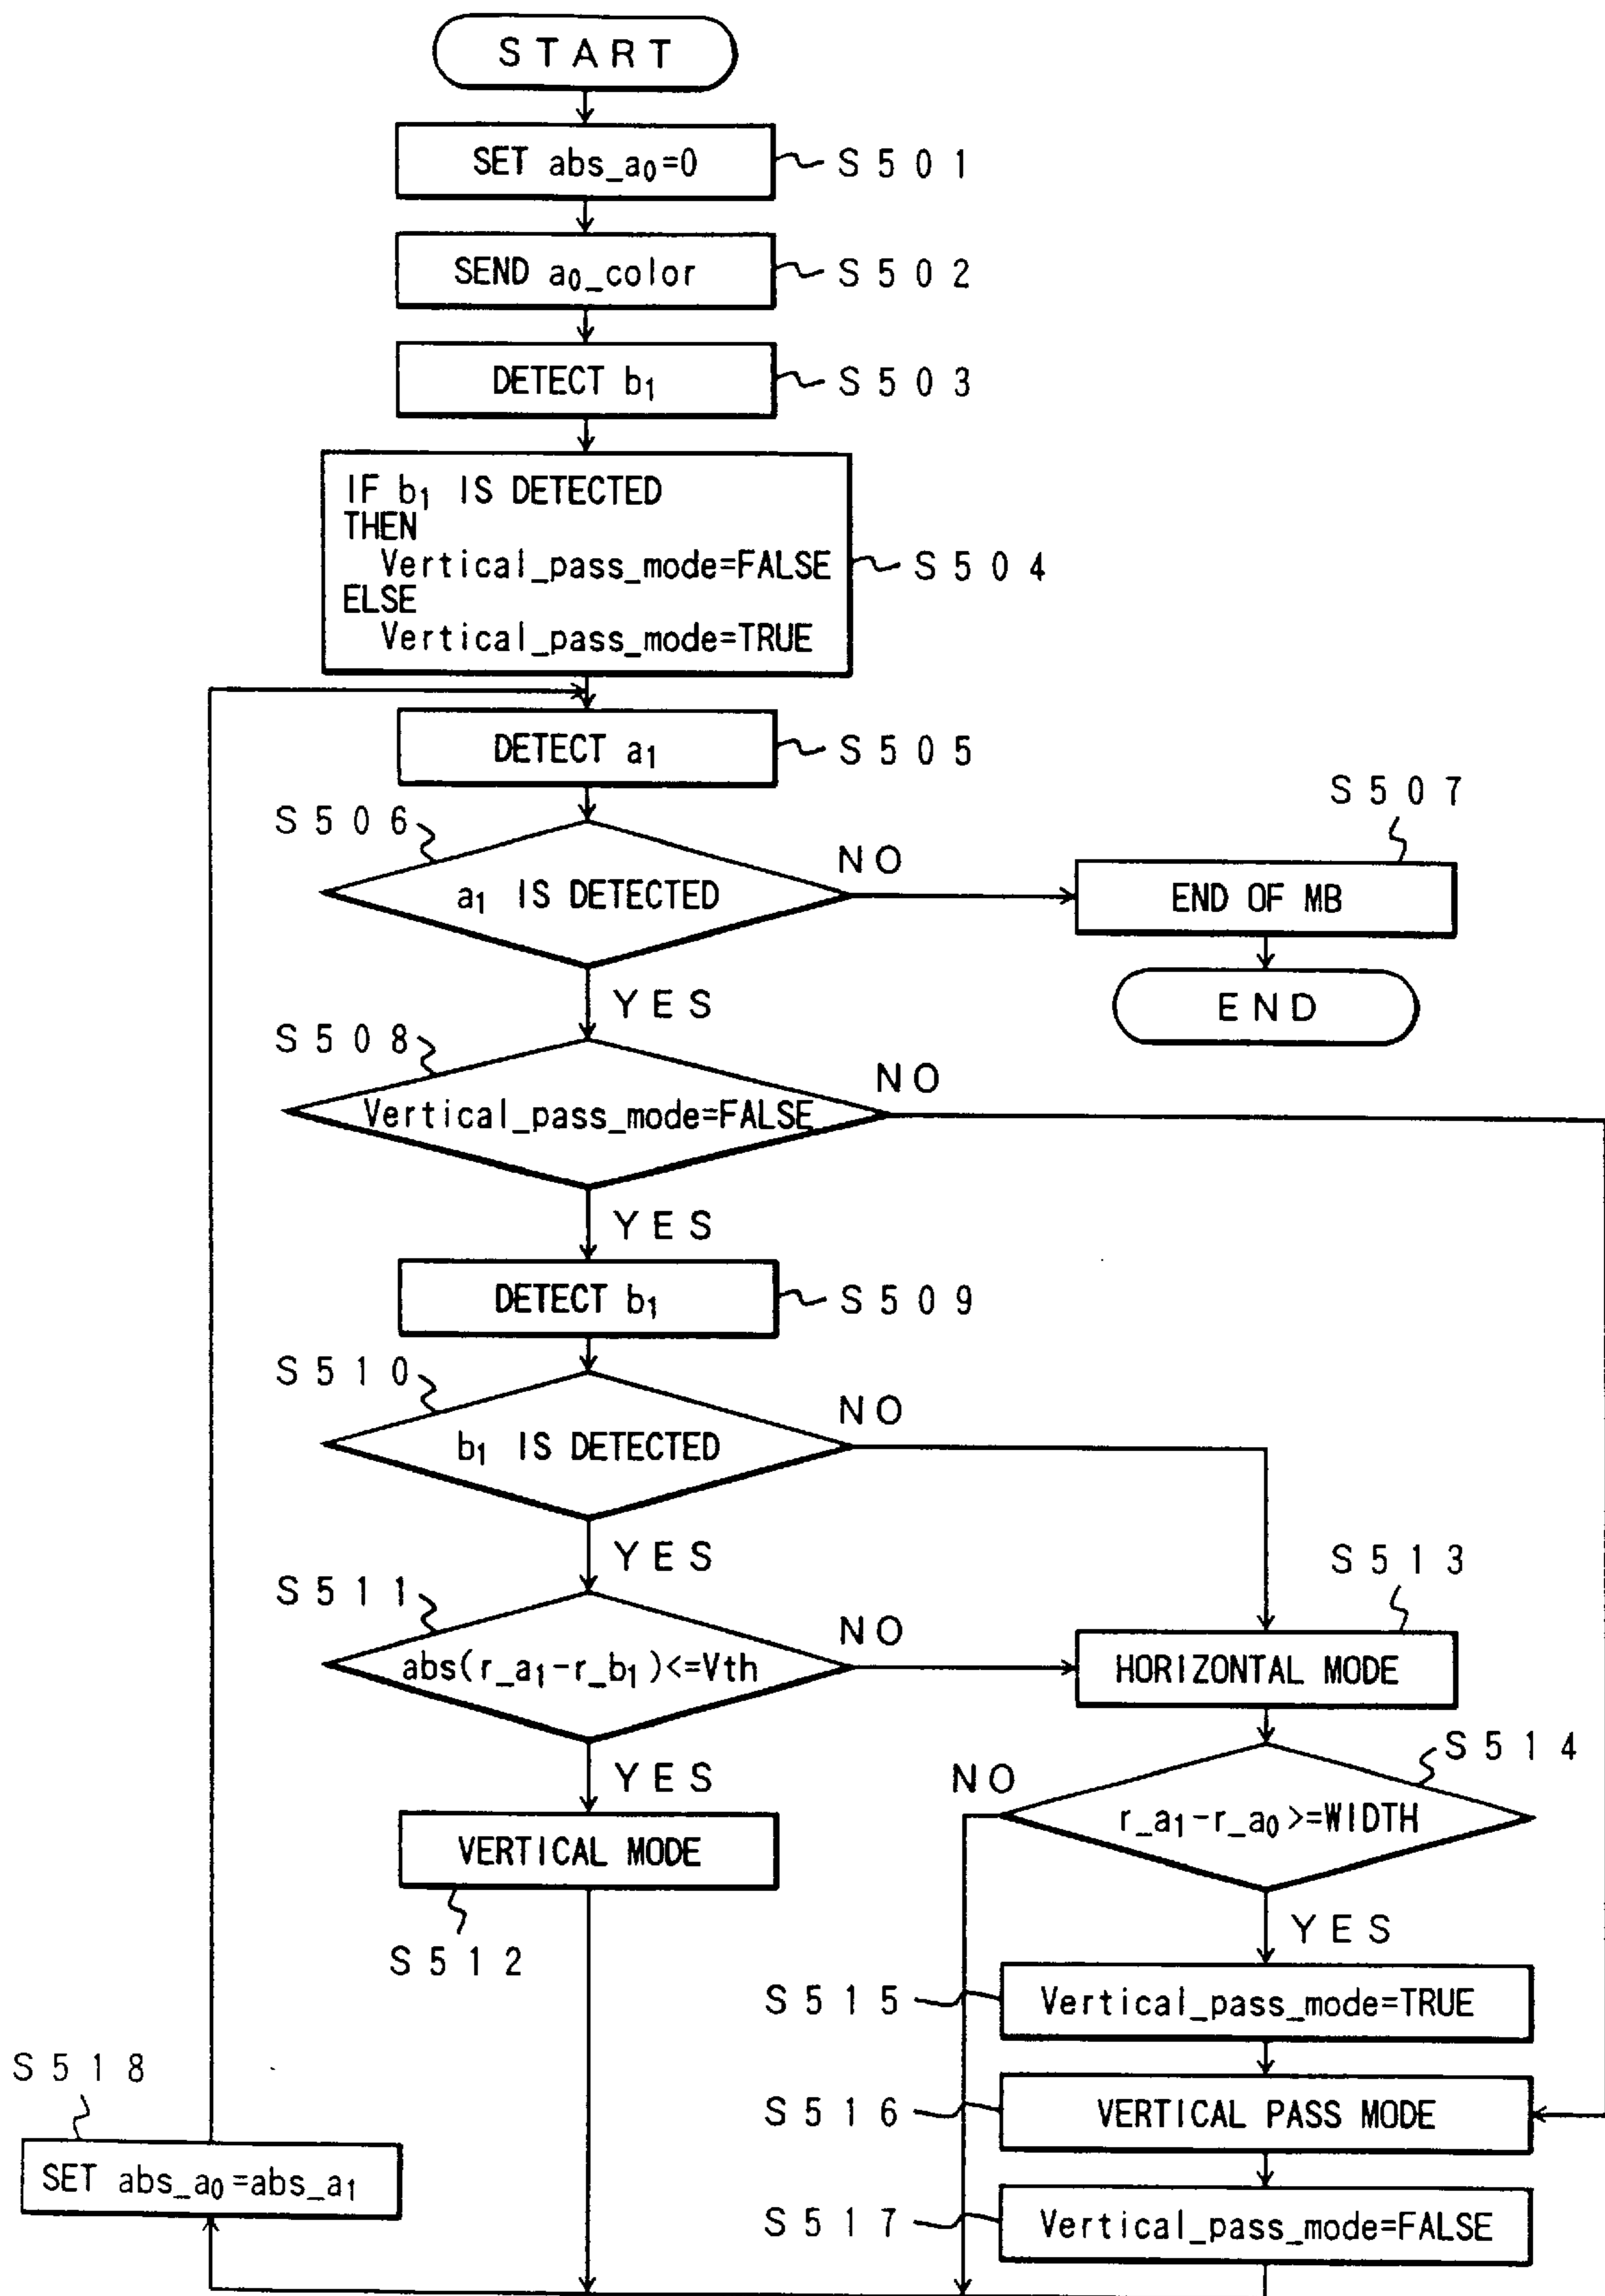 START
SET abs_a₀=0
S501
SEND a₀_color
S502
DETECT b₁
S503
IF b₁ IS DETECTED
THEN
Vertical_pass_mode=FALSE
ELSE
Vertical_pass_mode=TRUE
S504
DETECT a₁
S505
S506
a₁ IS DETECTED
NO
S507
END OF MB
END
YES
S508
Vertical_pass_mode=FALSE
NO
YES
DETECT b₁
S509
S510
b₁ IS DETECTED
NO
YES
S511
abs(r_a₁-r_b₁)<=Vth
NO
S513
HORIZONTAL MODE
YES
VERTICAL MODE
S512
S514
r_a₁-r_a₀>=WIDTH
NO
YES
S515
Vertical_pass_mode=TRUE
S516
VERTICAL PASS MODE
S517
Vertical_pass_mode=FALSE
S518
SET abs_a₀=abs_a₁